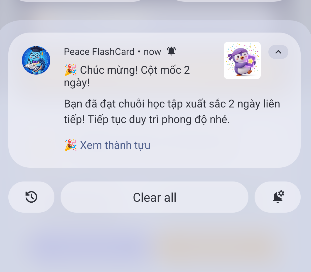 Peace FlashCard • now
🎉 Chúc mừng! Cột mốc 2
ngày!
Bạn đã đạt chuỗi học tập xuất sắc 2 ngày liên
tiếp! Tiếp tục duy trì phong độ nhé.
🎉 Xem thành tựu
Clear all